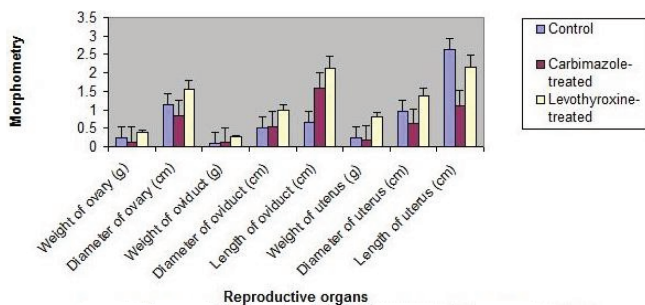 3.5
3
2.5
2
1.5
1
0.5
0
Morphometry
Weight of ovary (g)
Diameter of ovary (cm)
Weight of oviduct (g)
Diameter of oviduct (cm)
Length of oviduct (cm)
Weight of uterus (g)
Diameter of uterus (cm)
Length of uterus (cm)
Reproductive organs
Control
Carbimazole-
treated
Levothyroxine-
treated